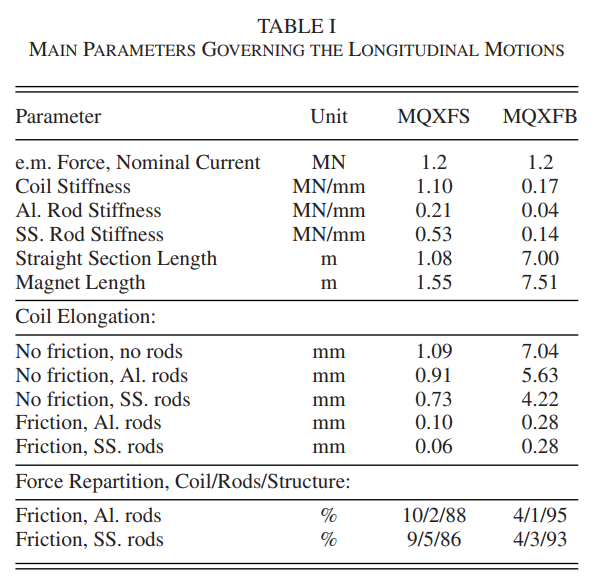 TABLE I
MAIN PARAMETERS GOVERNING THE LONGITUDINAL MOTIONS
Parameter Unit MQXFS MQXFB
e.m. Force, Nominal Current MN 1.2 1.2
Coil Stiffness MN/mm 1.10 0.17
Al. Rod Stiffness MN/mm 0.21 0.04
SS. Rod Stiffness MN/mm 0.53 0.14
Straight Section Length m 1.08 7.00
Magnet Length m 1.55 7.51
Coil Elongation:
No friction, no rods mm 1.09 7.04
No friction, Al. rods mm 0.91 5.63
No friction, SS. rods mm 0.73 4.22
Friction, Al. rods mm 0.10 0.28
Friction, SS. rods mm 0.06 0.28
Force Repartition, Coil/Rods/Structure:
Friction, Al. rods % 10/2/88 4/1/95
Friction, SS. rods % 9/5/86 4/3/93